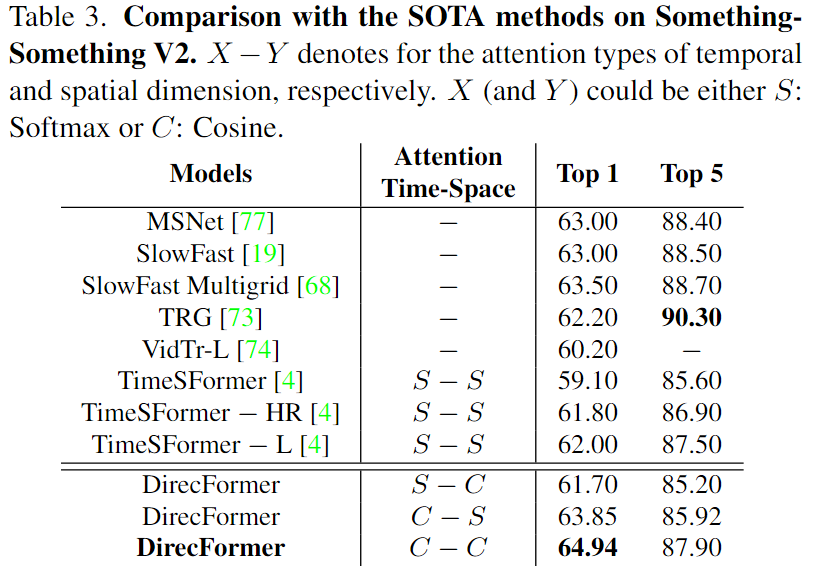 Table 3. Comparison with the SOTA methods on Something-
Something V2. X – Y denotes for the attention types of temporal
and spatial dimension, respectively. X (and Y) could be either S:
Softmax or C: Cosine.
Models Attention Time-Space Top 1 Top 5
MSNet [77] – 63.00 88.40
SlowFast [19] – 63.00 88.50
SlowFast Multigrid [68] – 63.50 88.70
TRG [73] – 62.20 90.30
VidTr-L [74] – 60.20 –
TimeSFormer [4] S – S 59.10 85.60
TimeSFormer – HR [4] S – S 61.80 86.90
TimeSFormer – L [4] S – S 62.00 87.50
DirecFormer S – C 61.70 85.20
DirecFormer C – S 63.85 85.92
DirecFormer C – C 64.94 87.90